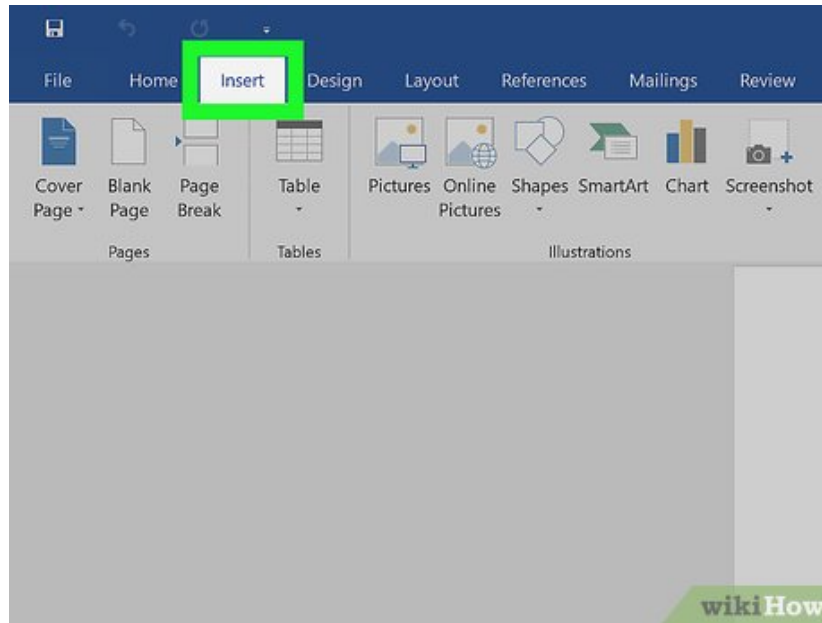 File Home Insert Design Layout References Mailings Review
Cover Page Blank Page Page Break Table Pictures Online Pictures Shapes SmartArt Chart Screenshot
Pages Tables Illustrations
wikiHow